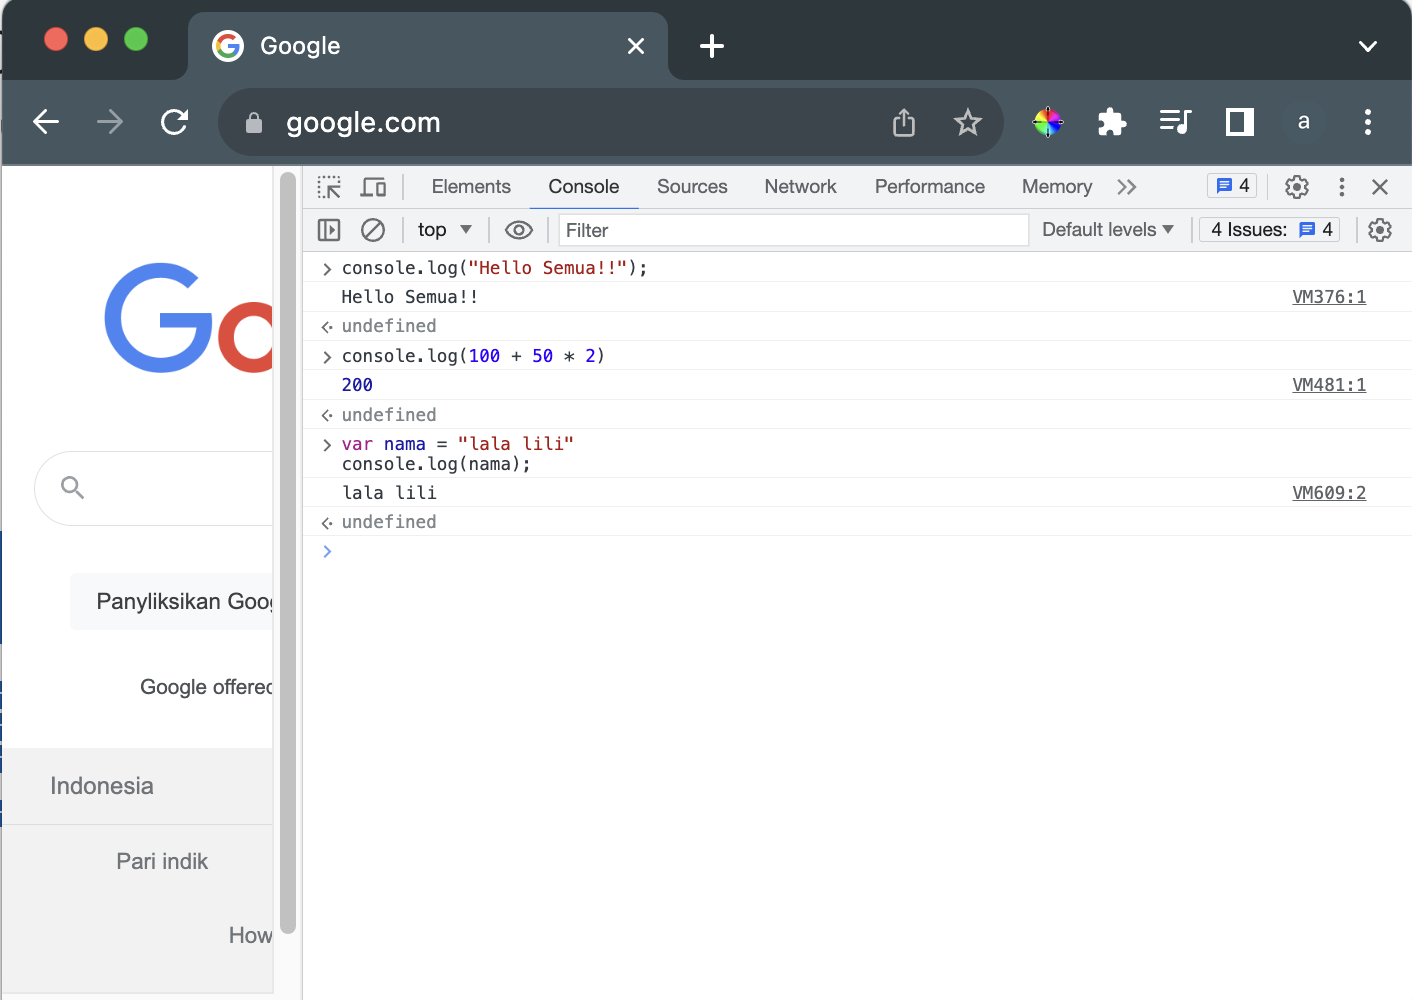 Google
google.com
a
Elements Console Sources Network Performance Memory 4
top Filter Default levels 4 Issues: 4
console.log("Hello Semua!!");
Hello Semua!! VM376:1
undefined
console.log(100 + 50 * 2)
200 VM481:1
undefined
var nama = "lala lili"
console.log(nama);
lala lili VM609:2
undefined
Go
Panyliksikan Goog
Google offered
Indonesia
Pari indik
How